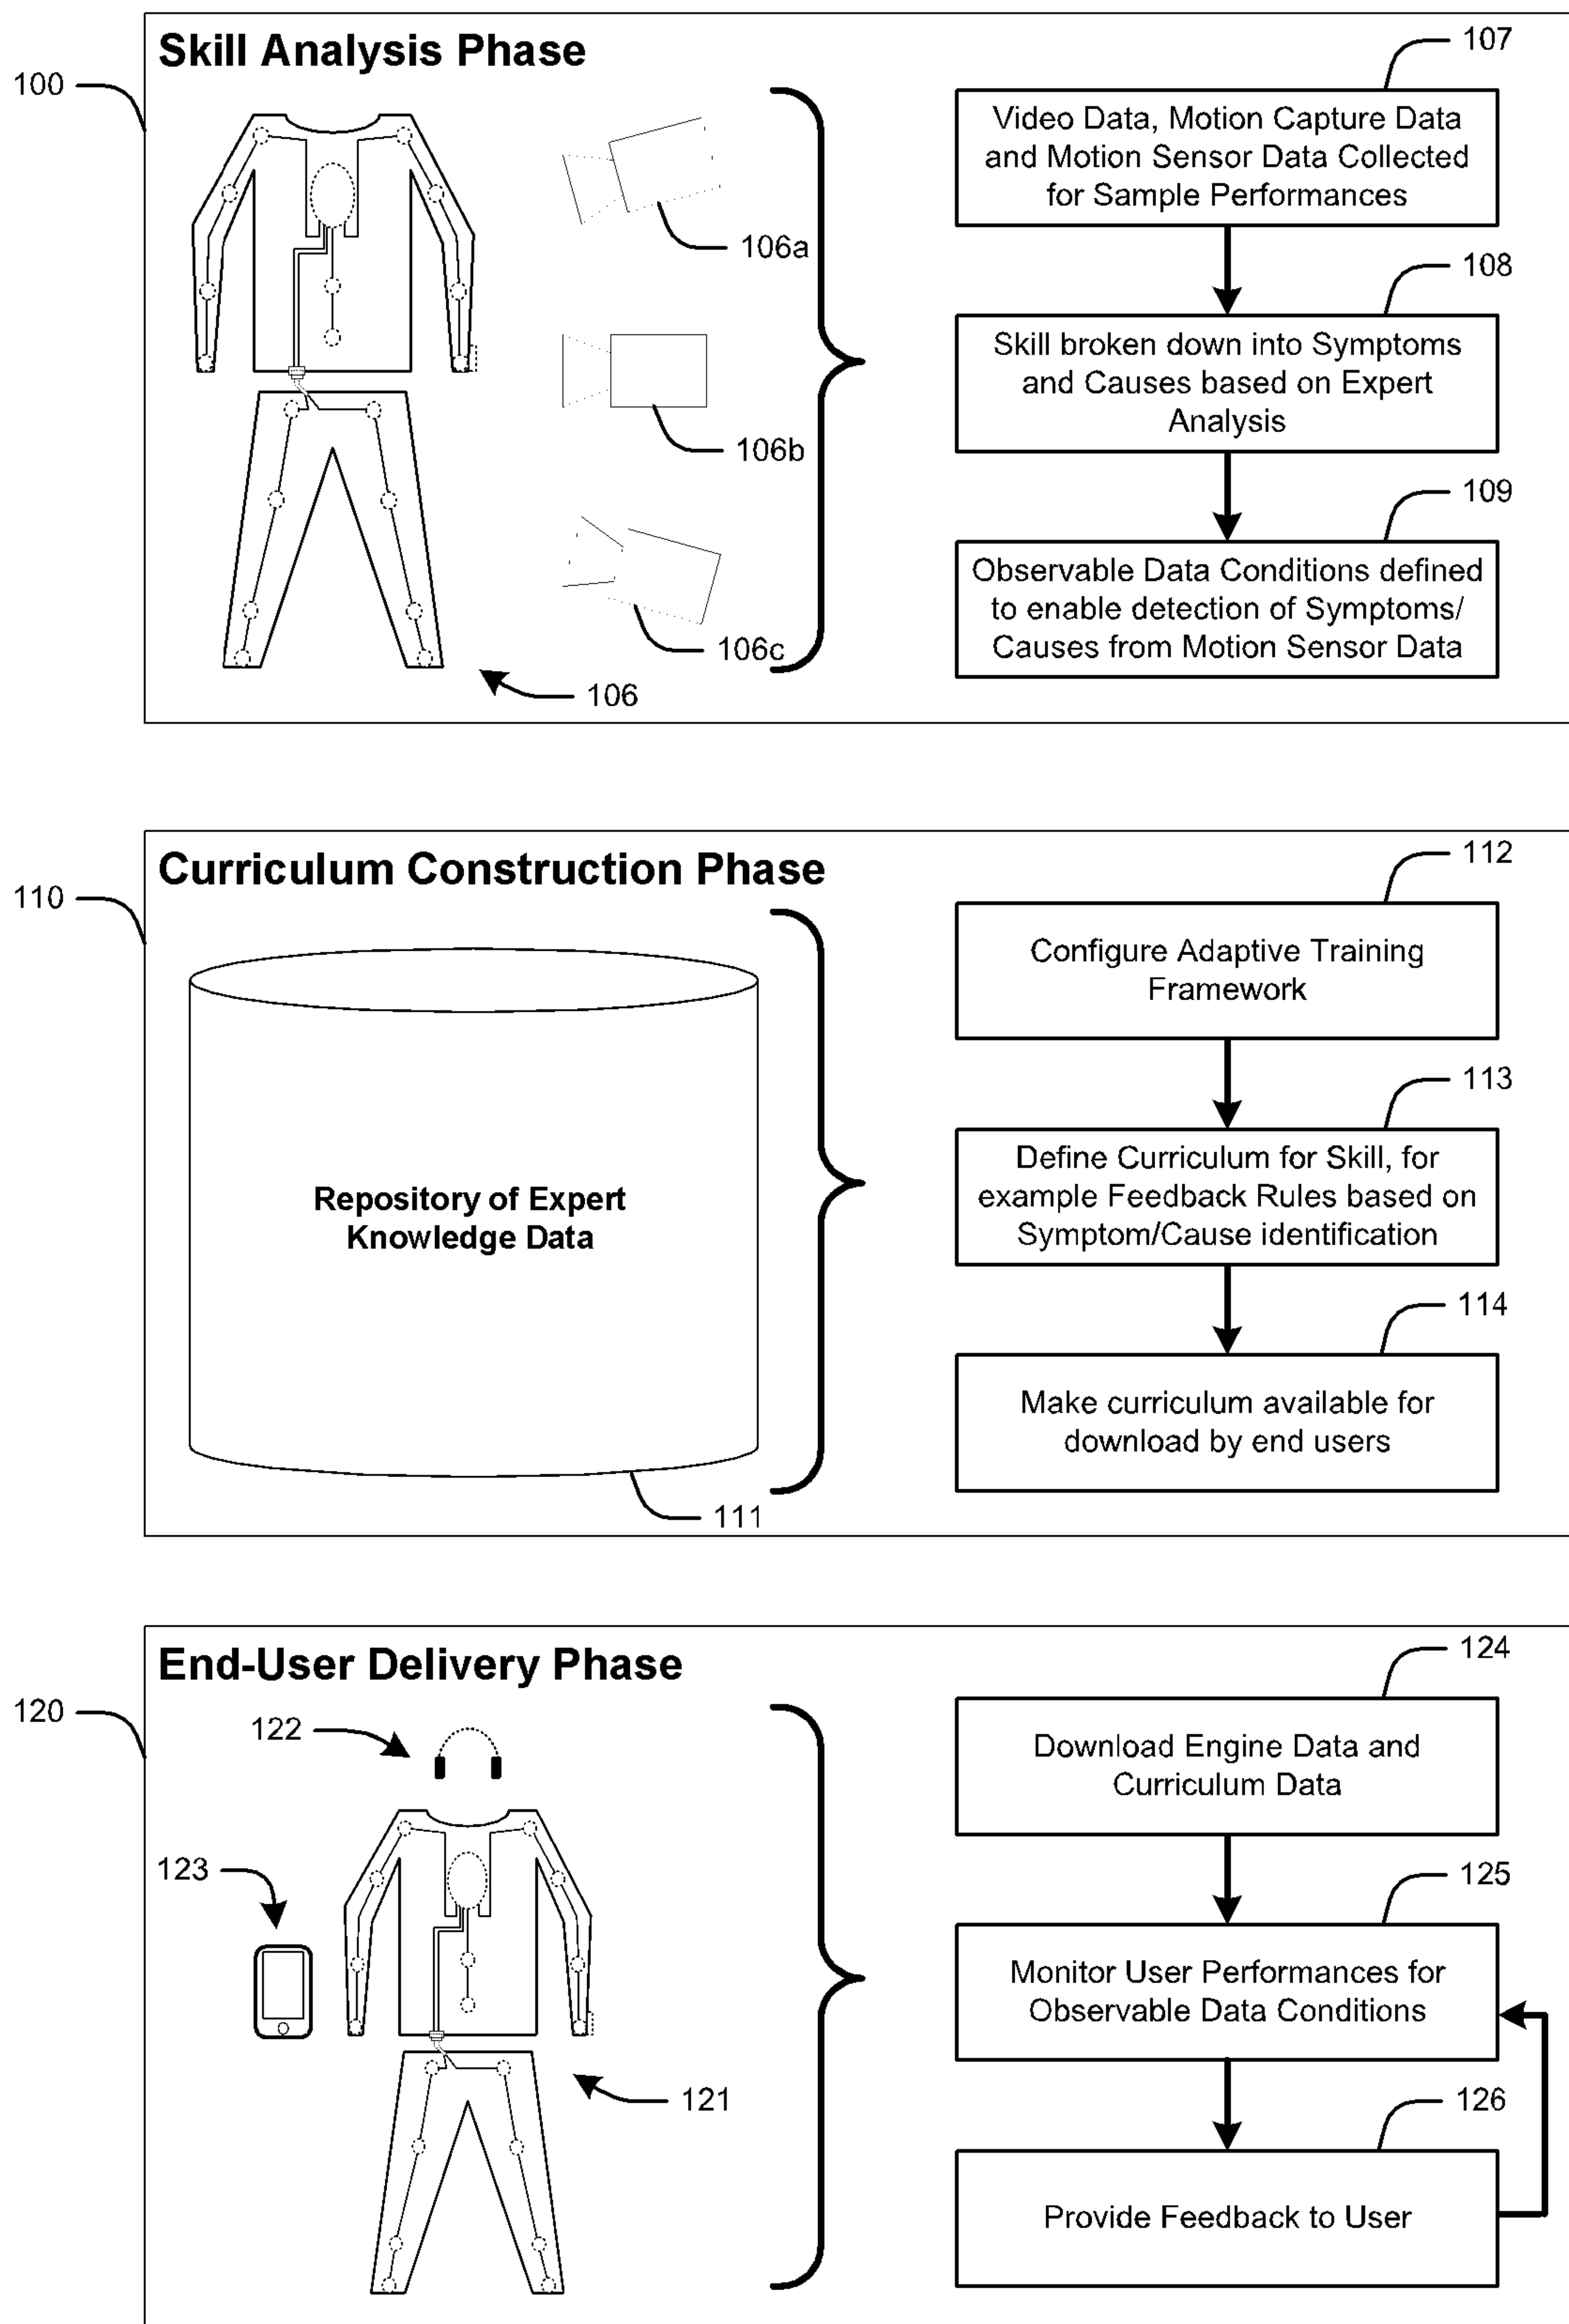 Skill Analysis Phase
100
106a
106b
106c
106
107
Video Data, Motion Capture Data
and Motion Sensor Data Collected
for Sample Performances
108
Skill broken down into Symptoms
and Causes based on Expert
Analysis
109
Observable Data Conditions defined
to enable detection of Symptoms/
Causes from Motion Sensor Data
Curriculum Construction Phase
110
Repository of Expert
Knowledge Data
111
112
Configure Adaptive Training
Framework
113
Define Curriculum for Skill, for
example Feedback Rules based on
Symptom/Cause identification
114
Make curriculum available for
download by end users
End-User Delivery Phase
120
122
123
121
124
Download Engine Data and
Curriculum Data
125
Monitor User Performances for
Observable Data Conditions
126
Provide Feedback to User